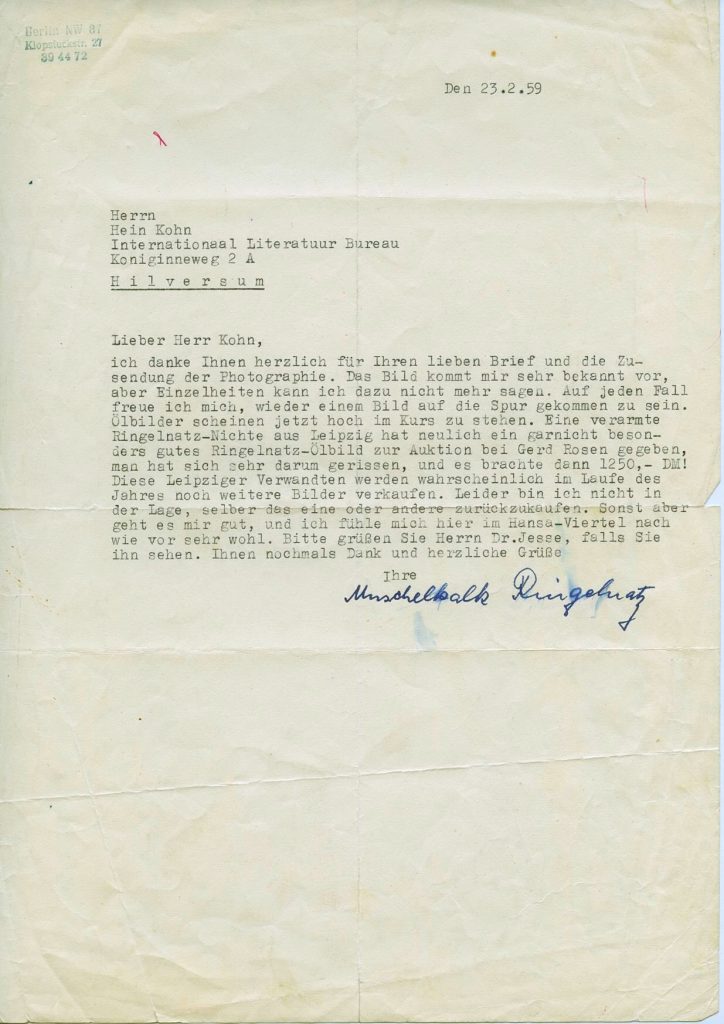 Berlin NW 87
Klopstockstr. 27
39 44 72
Den 23.2.59
Herrn
Hein Kohn
Internationaal Literatuur Bureau
Koniginneweg 2 A
H i l v e r s u m
Lieber Herr Kohn,
ich danke Ihnen herzlich für Ihren lieben Brief und die Zu-
sendung der Photographie. Das Bild kommt mir sehr bekannt vor,
aber Einzelheiten kann ich dazu nicht mehr sagen. Auf jeden Fall
freue ich mich, wieder einem Bild auf die Spur gekommen zu sein.
Ölbilder scheinen jetzt hoch im Kurs zu stehen. Eine verarmte
Ringelnatz-Nichte aus Leipzig hat neulich ein garnicht beson-
ders gutes Ringelnatz-Ölbild zur Auktion bei Gerd Rosen gegeben,
man hat sich sehr darum gerissen, und es brachte dann 1250,- DM!
Diese Leipziger Verwandten werden wahrscheinlich im Laufe des
Jahres noch weitere Bilder verkaufen. Leider bin ich nicht in
der Lage, selber das eine oder andere zurückzukaufen. Sonst aber
geht es mir gut, und ich fühle mich hier im Hansa-Viertel nach
wie vor sehr wohl. Bitte grüßen Sie Herrn Dr.Jesse, falls Sie
ihn sehen. Ihnen nochmals Dank und herzliche Grüße
Ihre
Muschelkalk Ringelnatz